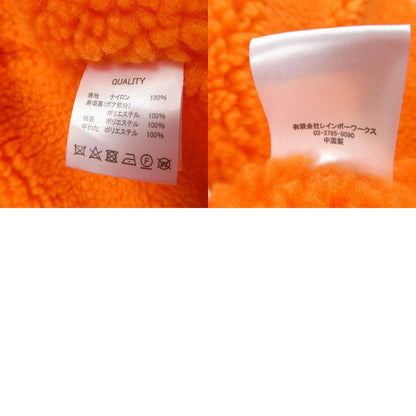 QUALITY
表地 ナイロン 100%
身頃裏(ボア部分)
ポリエステル 100%
袖裏 ポリエステル 100%
中わた ポリエステル 100%
有限会社レインボーワークス
03-3795-9090
中国製